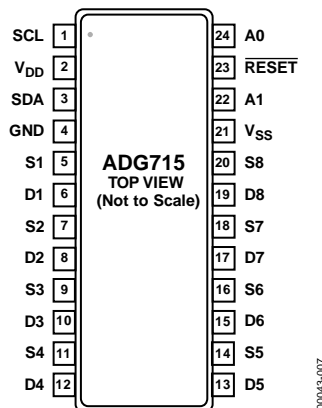 SCL 1 24 A0
VDD 2 23 RESET
SDA 3 22 A1
GND 4 21 VSS
S1 5 20 S8
ADG715
D1 6 19 D8
TOP VIEW
(Not to Scale)
S2 7 18 S7
D2 8 17 D7
S3 9 16 S6
D3 10 15 D6
S4 11 14 S5
D4 12 13 D5
00043-007